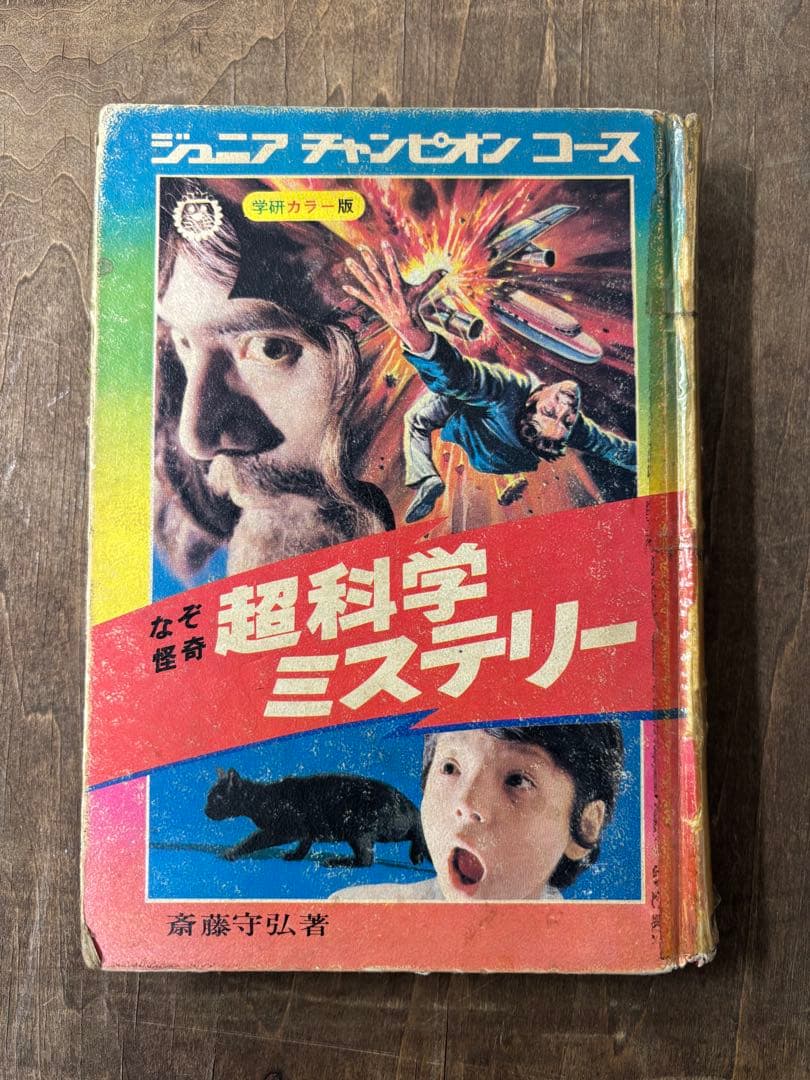 ジュニア チャンピオン コース
学研カラー版
なぞ
怪奇
超科学
ミステリー
斎藤守弘著